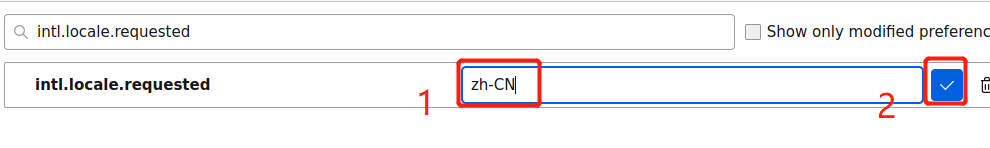 intl.locale.requested
Show only modified preferenc
intl.locale.requested
zh-CN
1
2